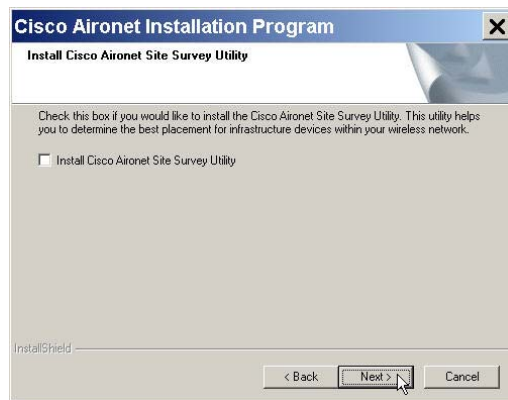 Cisco Aironet Installation Program
Install Cisco Aironet Site Survey Utility
Check this box if you would like to install the Cisco Aironet Site Survey Utility. This utility helps
you to determine the best placement for infrastructure devices within your wireless network.
Install Cisco Aironet Site Survey Utility
InstallShield
< Back Next > Cancel